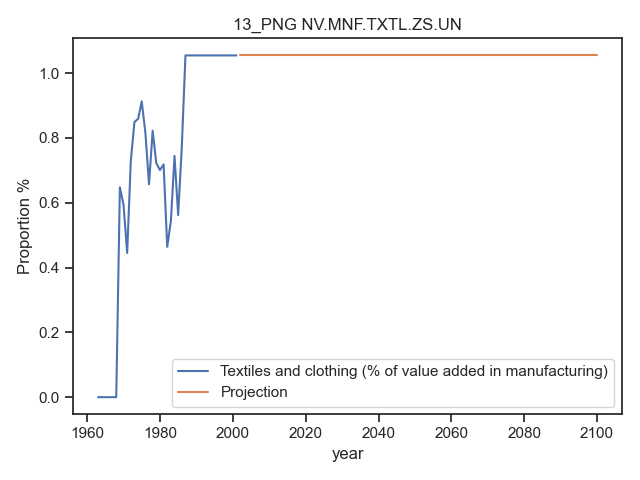 13_PNG NV.MNF.TXTL.ZS.UN
Proportion %
1.0
0.8
0.6
0.4
0.2
0.0
Textiles and clothing (% of value added in manufacturing)
Projection
1960 1980 2000 2020 2040 2060 2080 2100
year